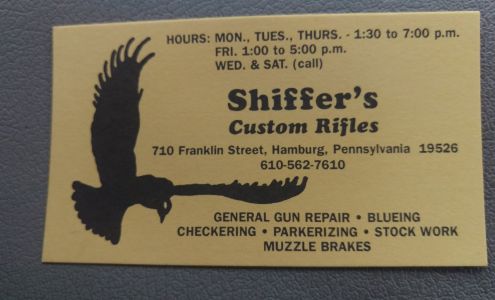 HOURS: MON., TUES., THURS. - 1:30 to 7:00 p.m.
FRI. 1:00 to 5:00 p.m.
WED. & SAT. (call)
Shiffer's
Custom Rifles
710 Franklin Street, Hamburg, Pennsylvania 19526
610-562-7610
GENERAL GUN REPAIR • BLUEING
CHECKERING • PARKERIZING • STOCK WORK
MUZZLE BRAKES